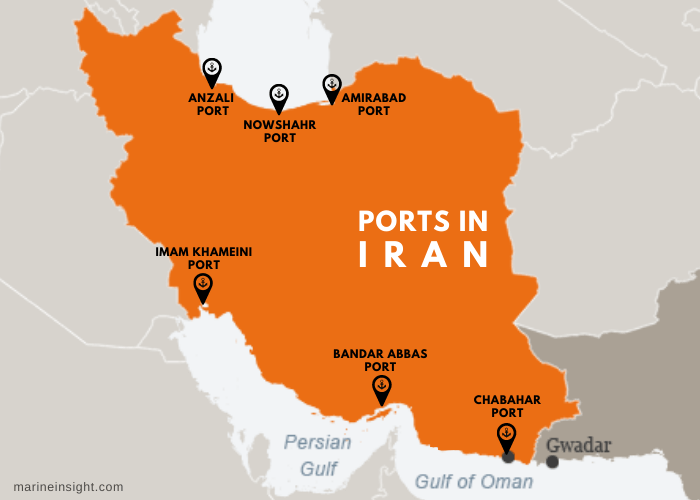 ANZALI
PORT
NOWSHAHR
PORT
AMIRABAD
PORT
PORTS IN
IRAN
IMAM KHAMEINI
PORT
BANDAR ABBAS
PORT
CHABAHAR
PORT
Gwadar
Persian
Gulf
Gulf of Oman
marineinsight.com